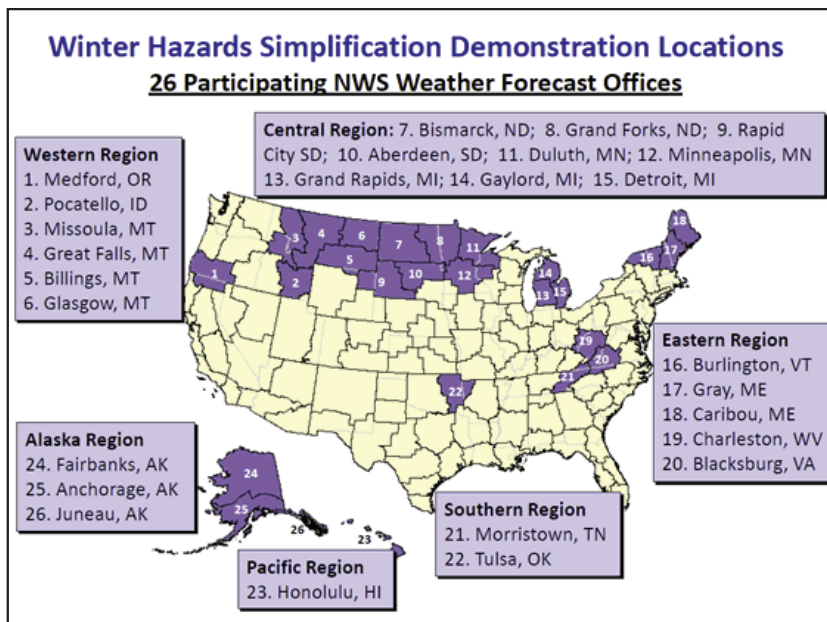 Winter Hazards Simplification Demonstration Locations
26 Participating NWS Weather Forecast Offices
Central Region: 7. Bismarck, ND; 8. Grand Forks, ND; 9. Rapid
City SD; 10. Aberdeen, SD; 11. Duluth, MN; 12. Minneapolis, MN
13. Grand Rapids, MI; 14. Gaylord, MI; 15. Detroit, MI
Western Region
1. Medford, OR
2. Pocatello, ID
3. Missoula, MT
4. Great Falls, MT
5. Billings, MT
6. Glasgow, MT
18
3
4
6
7
8
11
17
16
5
14
1
10
12
2
9
13
15
19
20
21
22
Eastern Region
16. Burlington, VT
17. Gray, ME
18. Caribou, ME
19. Charleston, WV
20. Blacksburg, VA
Alaska Region
24. Fairbanks, AK
25. Anchorage, AK
26. Juneau, AK
24
25
26
23
Southern Region
21. Morristown, TN
22. Tulsa, OK
Pacific Region
23. Honolulu, HI